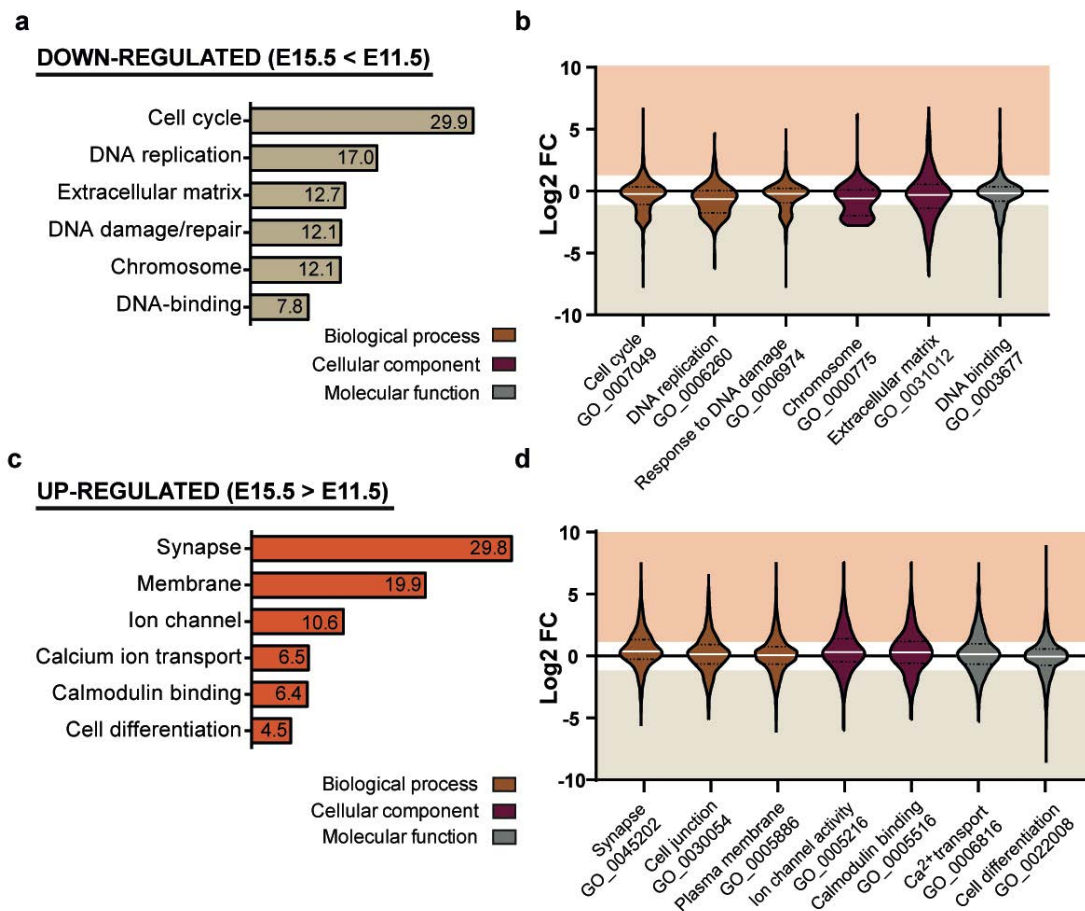 a
DOWN-REGULATED (E15.5 < E11.5)
Cell cycle
29.9
DNA replication
17.0
Extracellular matrix
12.7
DNA damage/repair
12.1
Chromosome
12.1
DNA-binding
7.8
Biological process
Cellular component
Molecular function
b
Log2 FC
10
5
0
-5
-10
Cell cycle
GO_0007049
DNA replication
GO_0006260
Response to DNA damage
GO_0006974
Chromosome
GO_0000775
Extracellular matrix
GO_0031012
DNA binding
GO_0003677
c
UP-REGULATED (E15.5 > E11.5)
Synapse
29.8
Membrane
19.9
Ion channel
10.6
Calcium ion transport
6.5
Calmodulin binding
6.4
Cell differentiation
4.5
Biological process
Cellular component
Molecular function
d
Log2 FC
10
5
0
-5
-10
Synapse
GO_0045202
Cell junction
GO_0030054
Plasma membrane
GO_0005886
Ion channel activity
GO_0005216
Calmodulin binding
GO_0005516
Ca²⁺transport
GO_0006816
Cell differentiation
GO_0022008